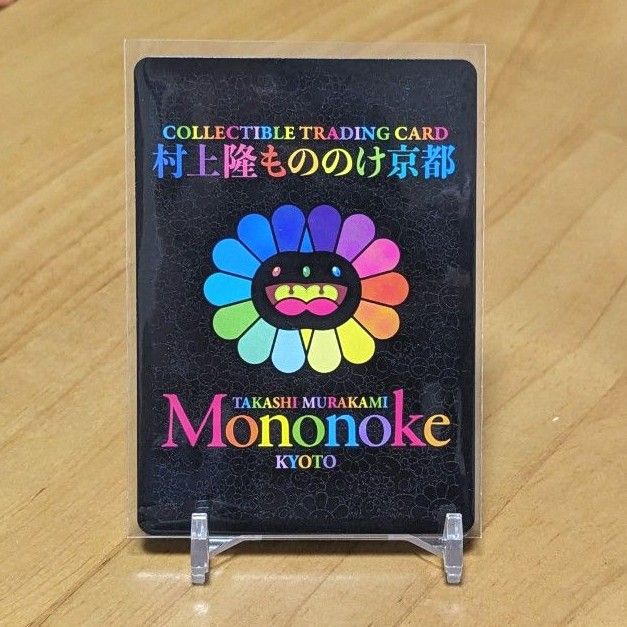 COLLECTIBLE TRADING CARD
村上隆もののけ京都
TAKASHI MURAKAMI
Mononoke
KYOTO